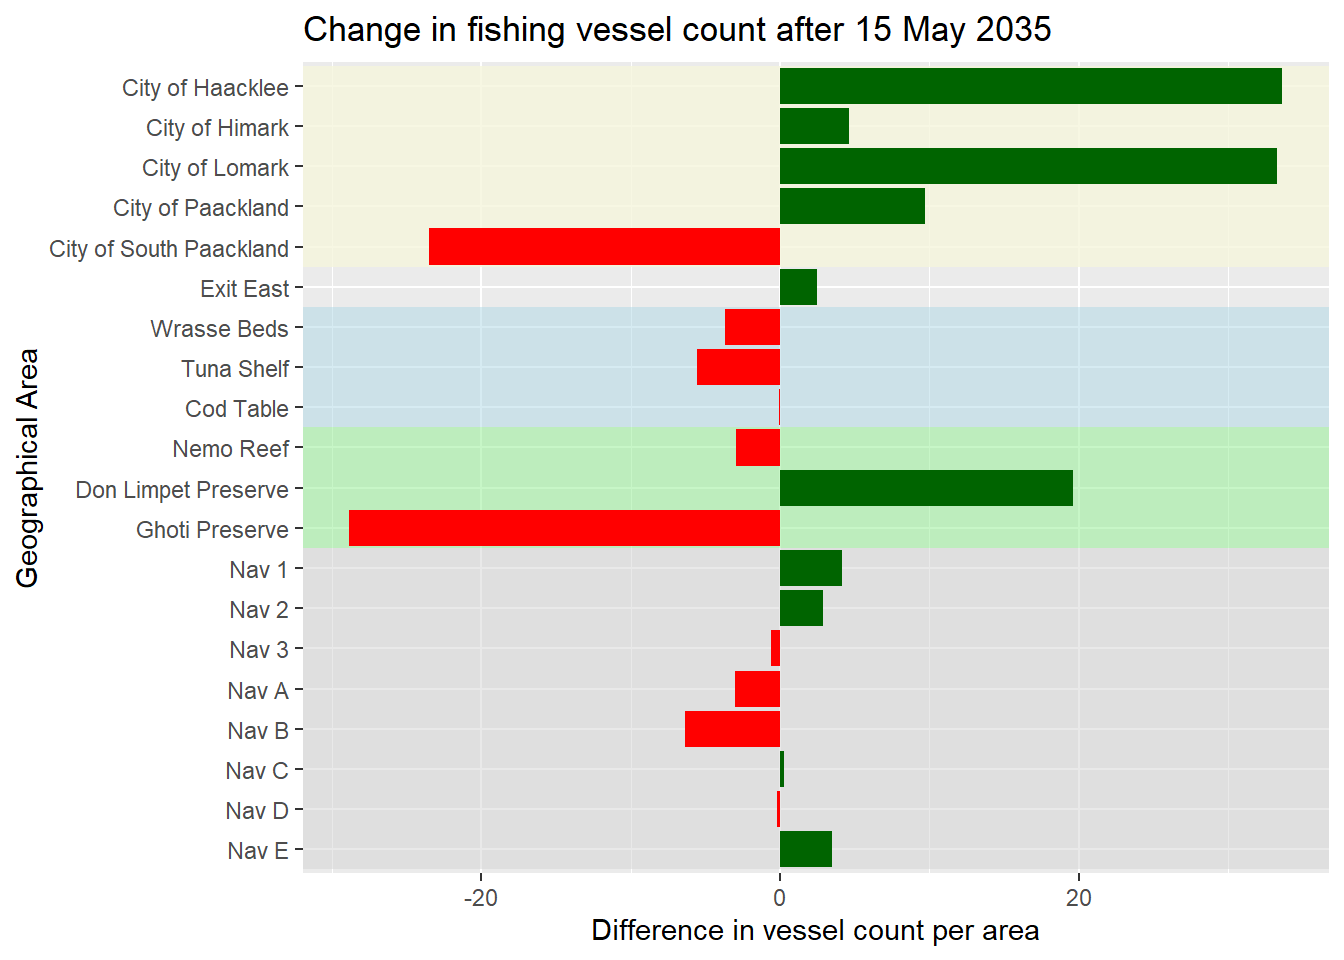 Change in fishing vessel count after 15 May 2035
Geographical Area
City of Haacklee
City of Himark
City of Lomark
City of Paackland
City of South Paackland
Exit East
Wrasse Beds
Tuna Shelf
Cod Table
Nemo Reef
Don Limpet Preserve
Ghoti Preserve
Nav 1
Nav 2
Nav 3
Nav A
Nav B
Nav C
Nav D
Nav E
-20 0 20
Difference in vessel count per area